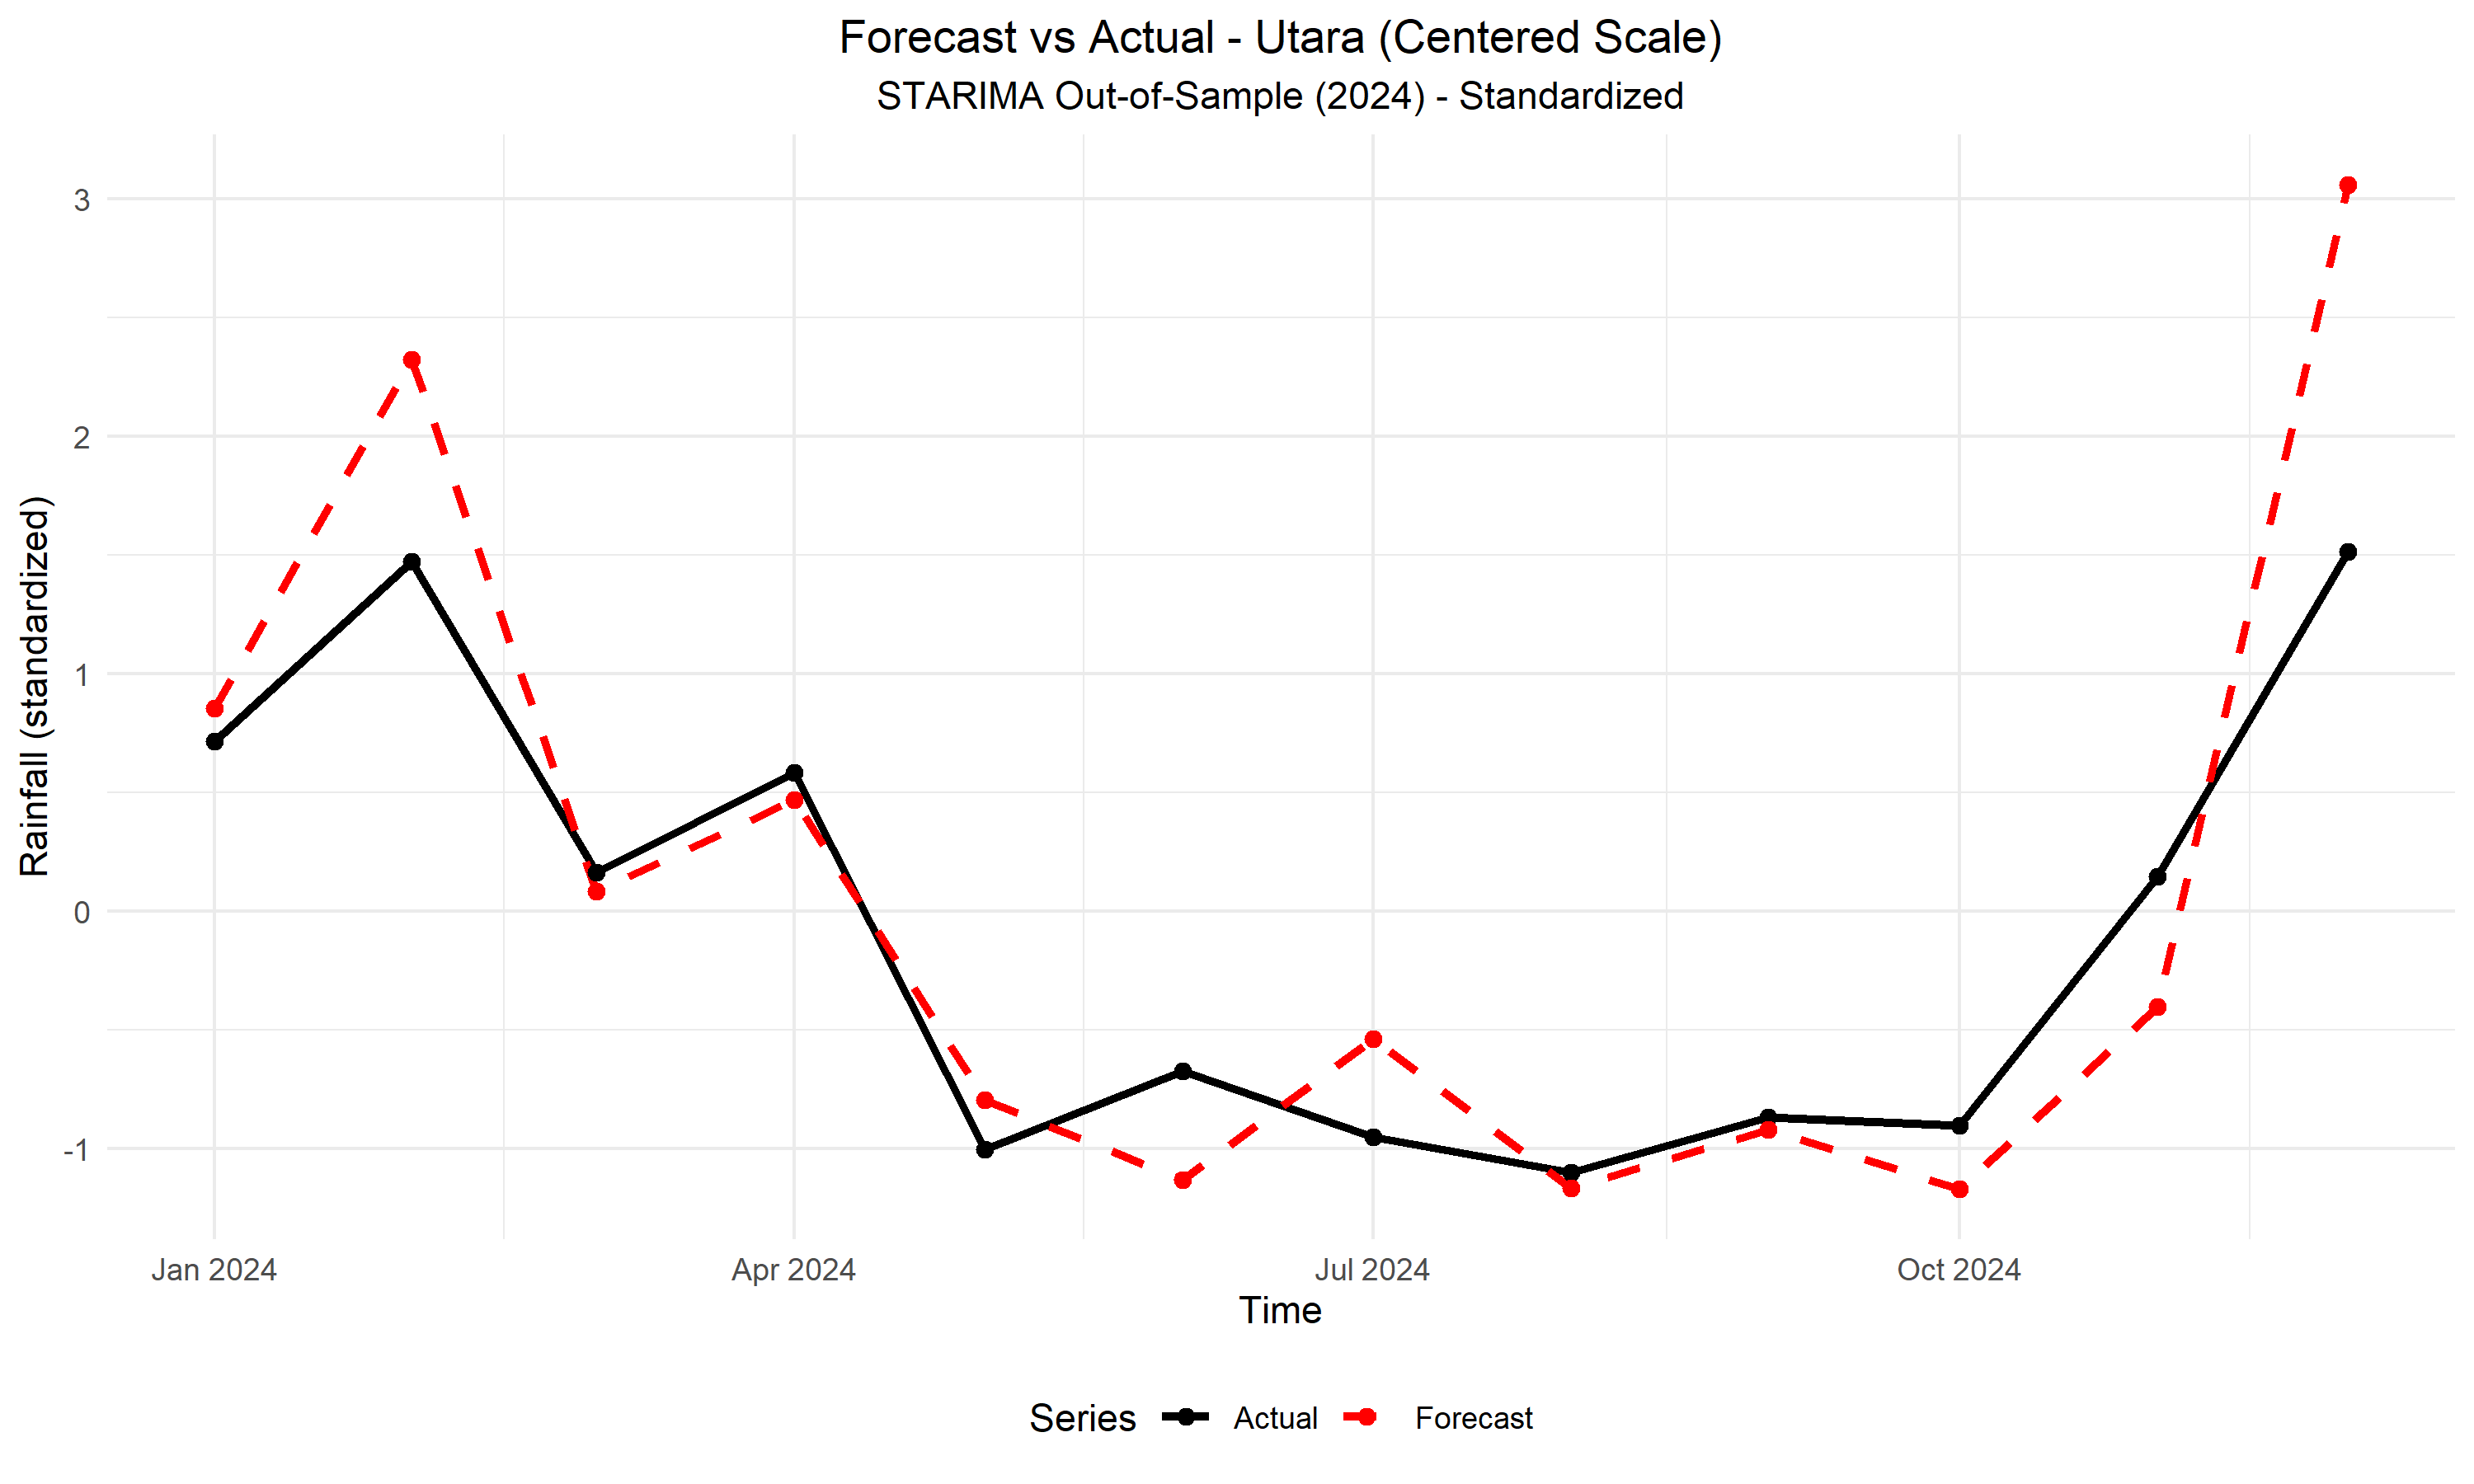 Forecast vs Actual - Utara (Centered Scale)
STARIMA Out-of-Sample (2024) - Standardized
Rainfall (standardized)
3
2
1
0
-1
Jan 2024 Apr 2024 Jul 2024 Oct 2024
Time
Series Actual Forecast